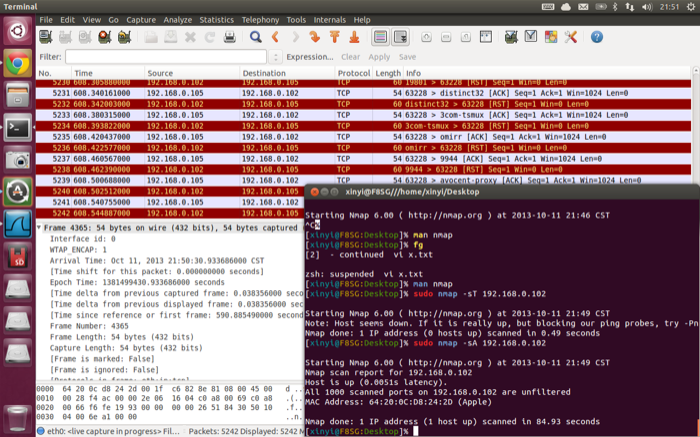 Terminal
21:51
File Edit View Go Capture Analyze Statistics Telephony Tools Internals Help
Filter:
Expression... Clear Apply Save
No. Time Source Destination Protocol Length Info
5230 608.305880000 192.168.0.102 192.168.0.105 TCP 60 19801 > 63228 [RST] Seq=1 Win=0 Len=0
5231 608.340161000 192.168.0.105 192.168.0.102 TCP 54 63228 > distinct32 [ACK] Seq=1 Ack=1 Win=1024 Len=0
5232 608.342003000 192.168.0.102 192.168.0.105 TCP 60 distinct32 > 63228 [RST] Seq=1 Win=0 Len=0
5233 608.380315000 192.168.0.105 192.168.0.102 TCP 54 63228 > 3com-tsmux [ACK] Seq=1 Ack=1 Win=1024 Len=0
5234 608.393822000 192.168.0.102 192.168.0.105 TCP 60 3com-tsmux > 63228 [RST] Seq=1 Win=0 Len=0
5235 608.420437000 192.168.0.105 192.168.0.102 TCP 54 63228 > omirr [ACK] Seq=1 Ack=1 Win=1024 Len=0
5236 608.422577000 192.168.0.102 192.168.0.105 TCP 60 omirr > 63228 [RST] Seq=1 Win=0 Len=0
5237 608.460567000 192.168.0.105 192.168.0.102 TCP 54 63228 > 9944 [ACK] Seq=1 Ack=1 Win=1024 Len=0
5238 608.462390000 192.168.0.102 192.168.0.105 TCP 60 9944 > 63228 [RST] Seq=1 Win=0 Len=0
5239 608.500688000 192.168.0.105 192.168.0.102 TCP 54 63228 > avocent-proxy [ACK] Seq=1 Ack=1 Win=1024 Len=0
5240 608.502512000 192.168.0.102 192.168.0.105
5241 608.540755000 192.168.0.105 192.168.0.102
5242 608.544887000 192.168.0.102 192.168.0.105
Frame 4365: 54 bytes on wire (432 bits), 54 bytes captured
Interface id: 0
WTAP_ENCAP: 1
Arrival Time: Oct 11, 2013 21:50:30.933686000 CST
[Time shift for this packet: 0.000000000 seconds]
Epoch Time: 1381499430.933686000 seconds
[Time delta from previous captured frame: 0.038356000 sec
[Time delta from previous displayed frame: 0.038356000 sec
[Time since reference or first frame: 590.885490000 second
Frame Number: 4365
Frame Length: 54 bytes (432 bits)
Capture Length: 54 bytes (432 bits)
[Frame is marked: False]
[Frame is ignored: False]
0000 64 20 0c d8 24 2d 00 1f c6 82 8e 81 08 00 45 00 d ..
0010 00 28 f4 ac 00 00 2e 06 16 04 c0 a8 00 69 c0 a8 .(..
0020 00 66 f6 fe 19 93 00 00 00 00 26 51 84 30 50 10 .f..
0030 04 00 6e a1 00 00 ..n.
eth0: <live capture in progress> Fil... Packets: 5242 Displayed: 5242 M
xinyi@F8SG///home/xinyi/Desktop
Starting Nmap 6.00 ( http://nmap.org ) at 2013-10-11 21:46 CST
^C%
[xinyi@F8SG:Desktop]% man nmap
[xinyi@F8SG:Desktop]% fg
[2] - continued vi x.txt
zsh: suspended vi x.txt
[xinyi@F8SG:Desktop]% man nmap
[xinyi@F8SG:Desktop]% sudo nmap -sT 192.168.0.102
Starting Nmap 6.00 ( http://nmap.org ) at 2013-10-11 21:49 CST
Note: Host seems down. If it is really up, but blocking our ping probes, try -Pn
Nmap done: 1 IP address (0 hosts up) scanned in 0.49 seconds
[xinyi@F8SG:Desktop]% sudo nmap -sA 192.168.0.102
Starting Nmap 6.00 ( http://nmap.org ) at 2013-10-11 21:49 CST
Nmap scan report for 192.168.0.102
Host is up (0.0051s latency).
All 1000 scanned ports on 192.168.0.102 are unfiltered
MAC Address: 64:20:0C:D8:24:2D (Apple)
Nmap done: 1 IP address (1 host up) scanned in 84.93 seconds
[xinyi@F8SG:Desktop]%